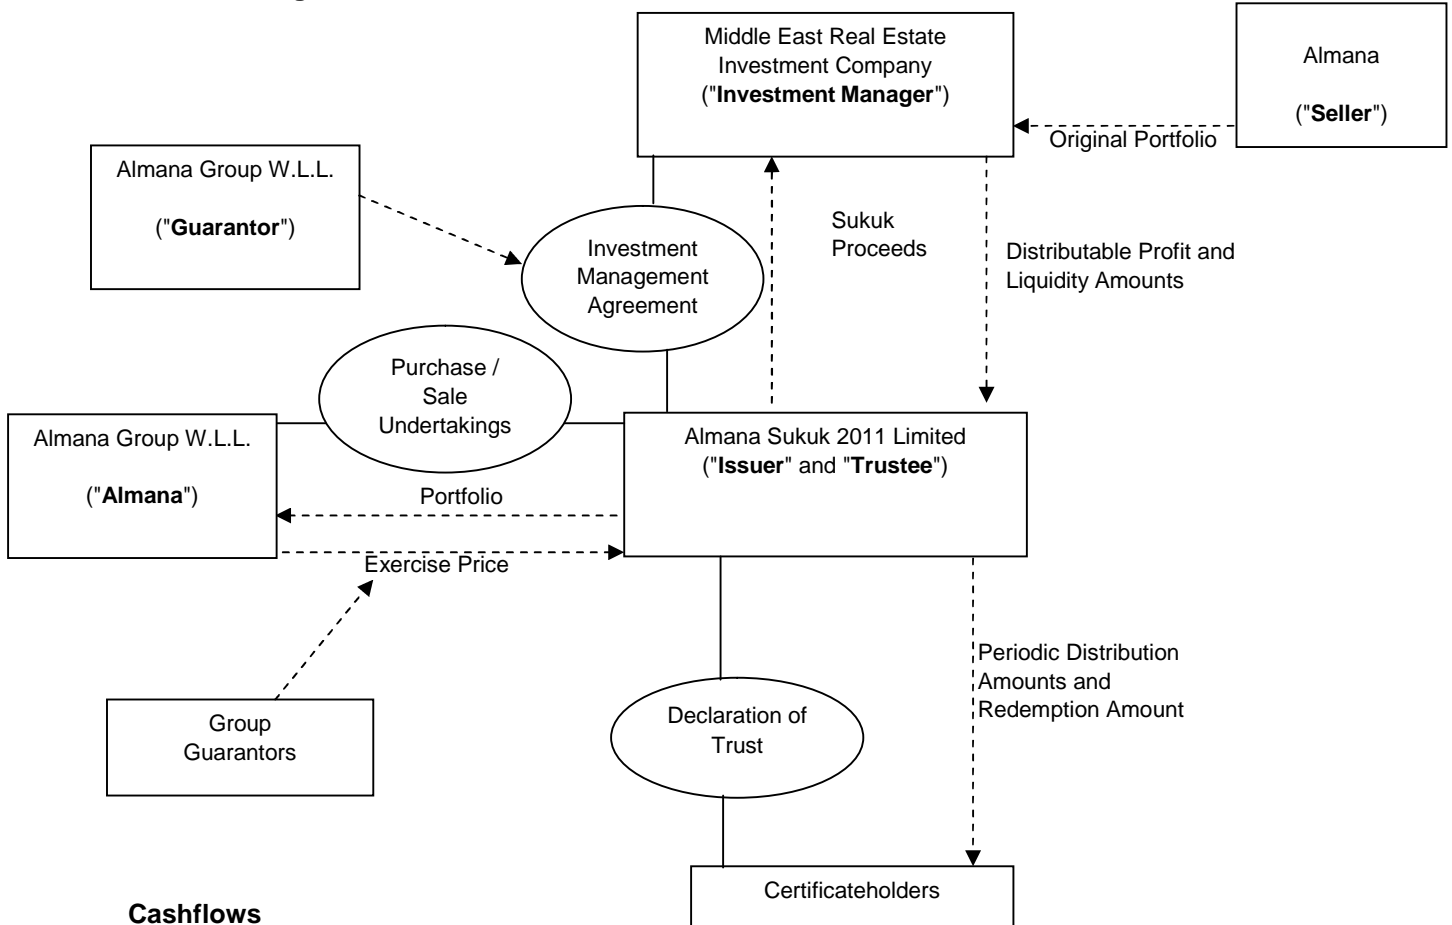 Middle East Real Estate
Investment Company
("Investment Manager")
Almana
("Seller")
Original Portfolio
Almana Group W.L.L.
("Guarantor")
Investment
Management
Agreement
Sukuk
Proceeds
Distributable Profit and
Liquidity Amounts
Purchase /
Sale
Undertakings
Almana Group W.L.L.
("Almana")
Almana Sukuk 2011 Limited
("Issuer" and "Trustee")
Portfolio
Exercise Price
Group
Guarantors
Declaration of
Trust
Periodic Distribution
Amounts and
Redemption Amount
Certificateholders
Cashflows